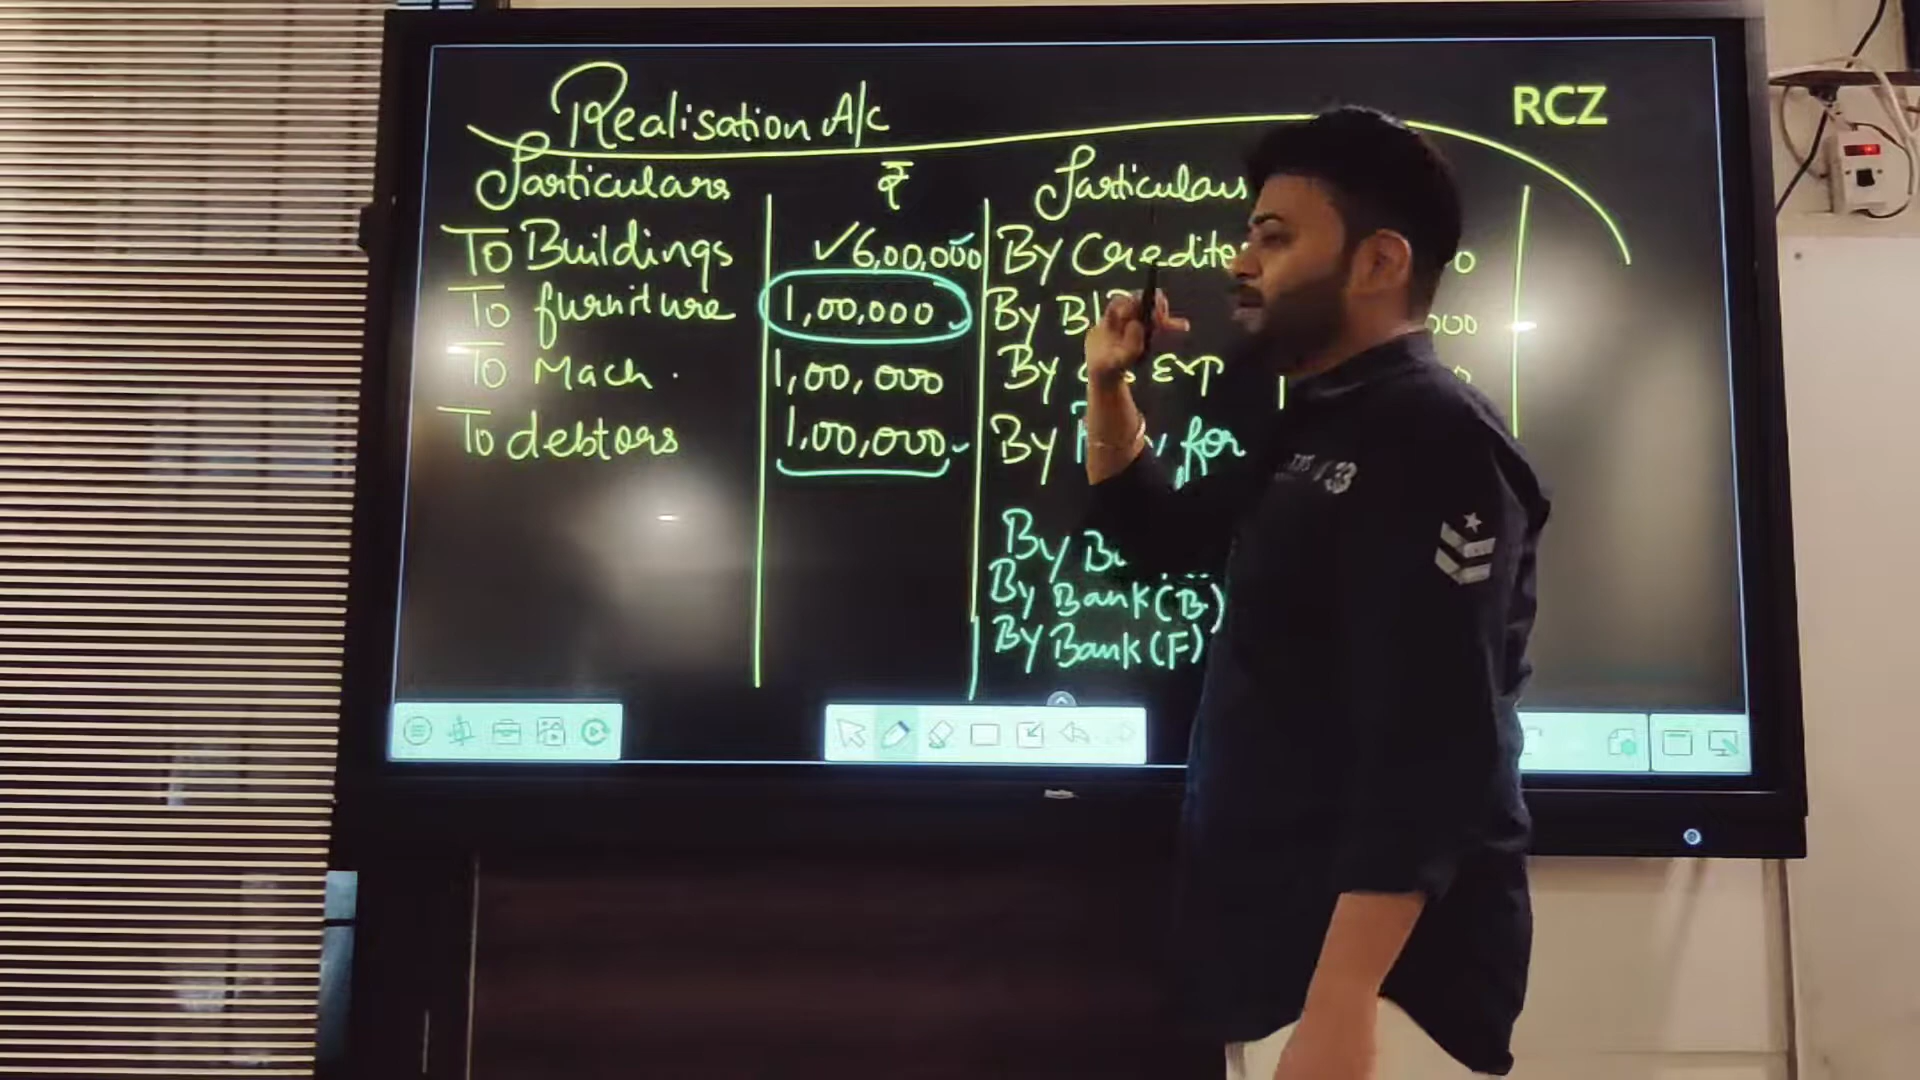 Realisation A/c
RCZ
Particulars ₹ Particulars
To Buildings ✓6,00,000 By
To furniture 1,00,000 By
To Mach. 1,00,000 By Exp
To debtors 1,00,000 By for
By
By Bank (B)
By Bank (F)